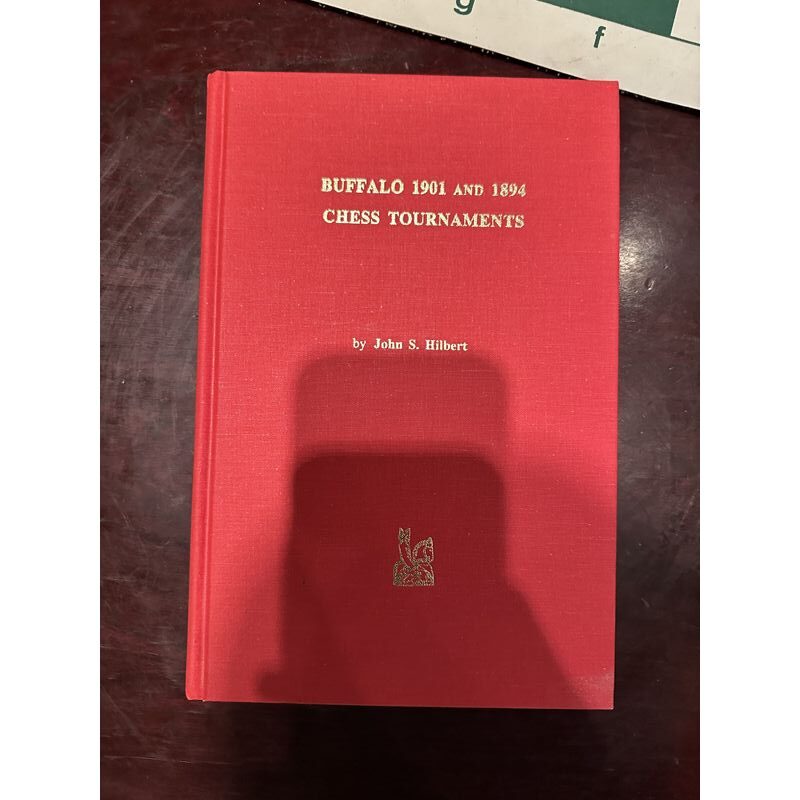 g
f
BUFFALO 1901 AND 1894
CHESS TOURNAMENTS
by John S. Hilbert